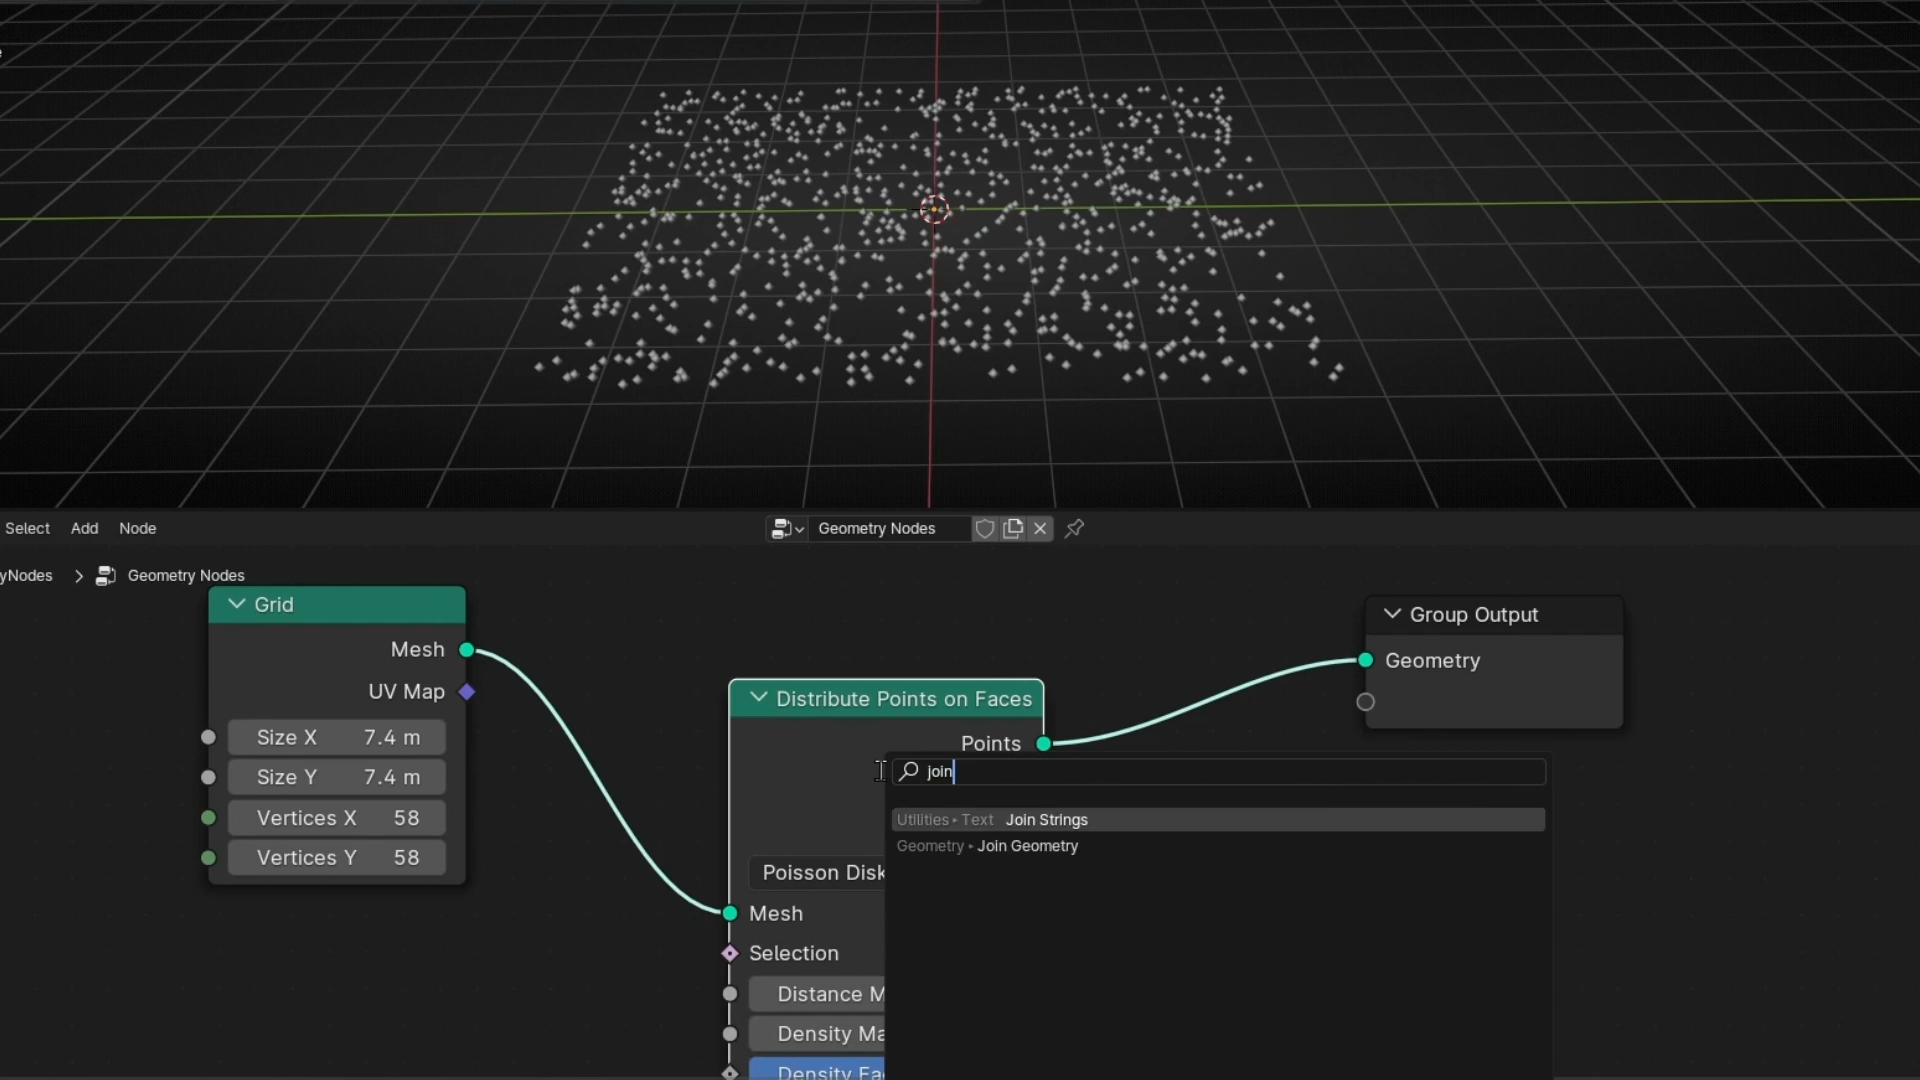 Select Add Node
Geometry Nodes
yNodes > Geometry Nodes
Grid
Mesh
UV Map
Size X 7.4 m
Size Y 7.4 m
Vertices X 58
Vertices Y 58
Distribute Points on Faces
Points
Poisson Disk
Mesh
Selection
Distance M
Density Ma
Density Fa
join
Utilities ▸ Text Join Strings
Geometry ▸ Join Geometry
Group Output
Geometry